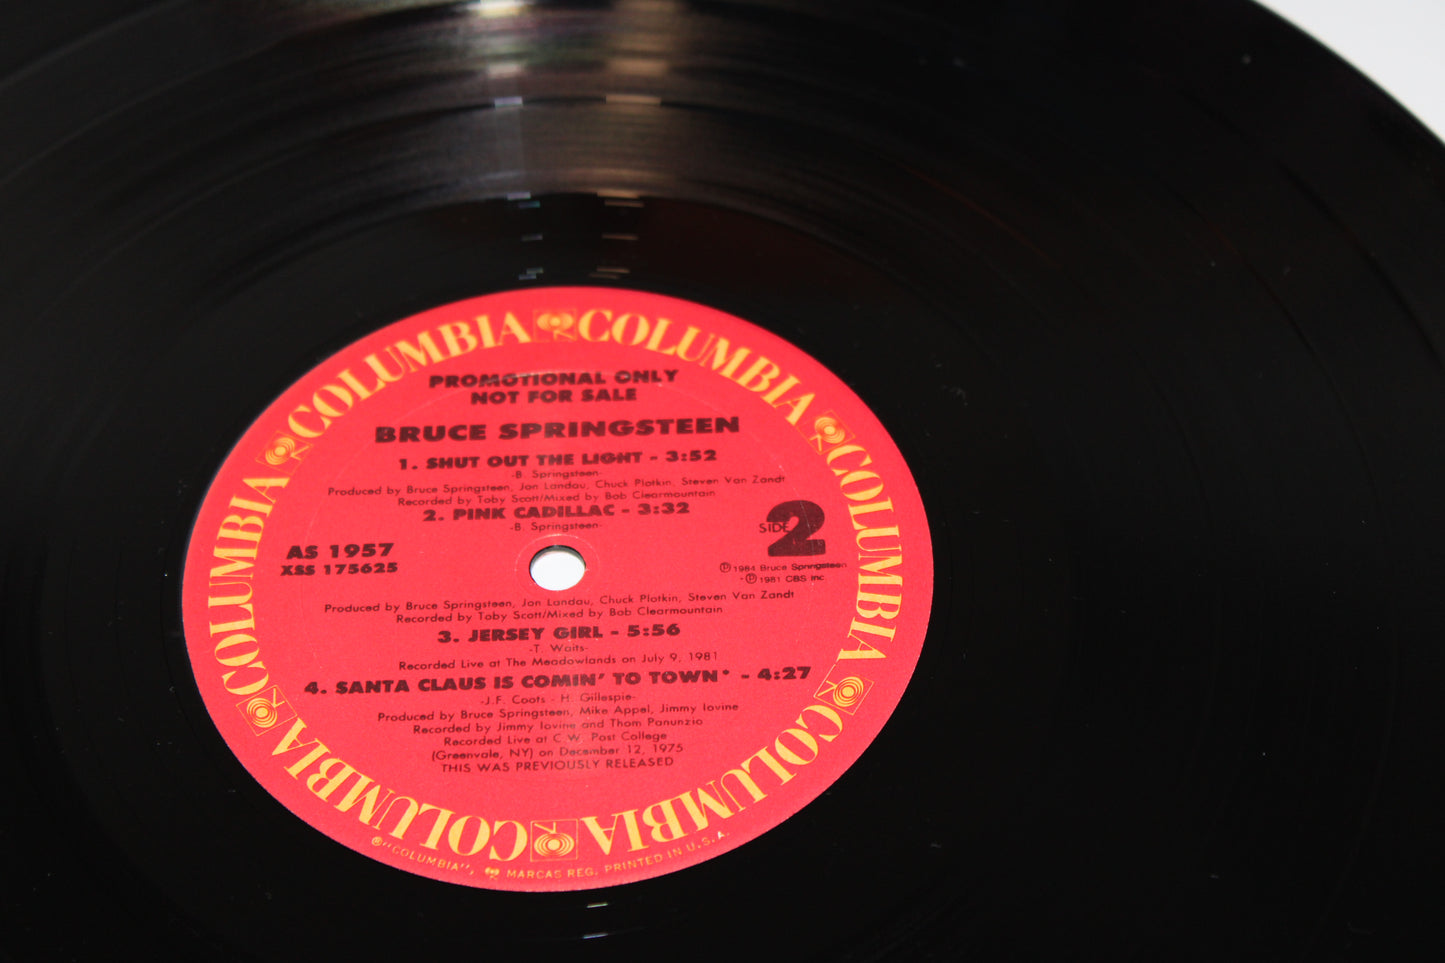 COLUMBIA COLUMBIA COLUMBIA COLUMBIA COLUMBIA COLUMBIA COLUMBIA COLUMBIA
PROMOTIONAL ONLY
NOT FOR SALE
BRUCE SPRINGSTEEN
1. SHUT OUT THE LIGHT - 3:52
-B. Springsteen-
Produced by Bruce Springsteen, Jon Landau, Chuck Plotkin, Steven Van Zandt
Recorded by Toby Scott/Mixed by Bob Clearmountain
2. PINK CADILLAC - 3:32
-B. Springsteen-
SIDE 2
AS 1957
XSS 175625
Ⓟ 1984 Bruce Springsteen
•Ⓟ 1981 CBS Inc.
Produced by Bruce Springsteen, Jon Landau, Chuck Plotkin, Steven Van Zandt
Recorded by Toby Scott/Mixed by Bob Clearmountain
3. JERSEY GIRL - 5:56
-T. Waits-
Recorded Live at The Meadowlands on July 9, 1981
4. SANTA CLAUS IS COMIN' TO TOWN* - 4:27
-J.F. Coots - H. Gillespie-
Produced by Bruce Springsteen, Mike Appel, Jimmy Iovine
Recorded by Jimmy Iovine and Thom Panunzio
Recorded Live at C.W. Post College
(Greenvale, NY) on December 12, 1975
THIS WAS PREVIOUSLY RELEASED
®"COLUMBIA", MARCAS REG. PRINTED IN U.S.A.